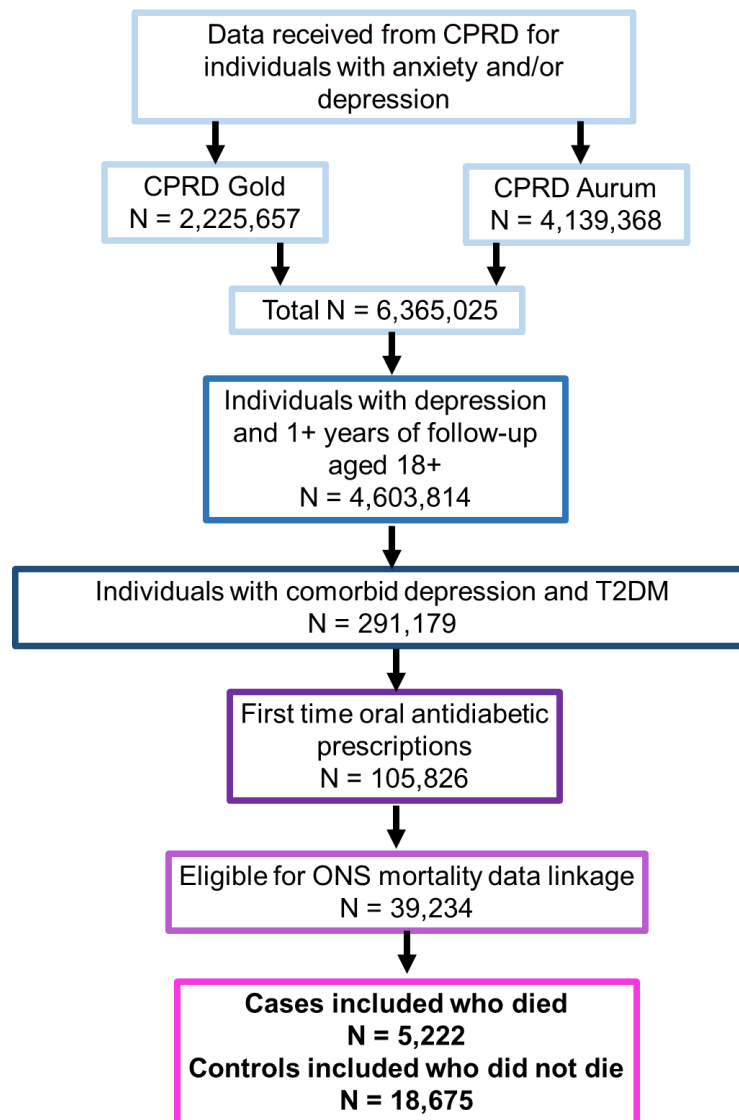 Data received from CPRD for
individuals with anxiety and/or
depression
CPRD Gold
N = 2,225,657
CPRD Aurum
N = 4,139,368
Total N = 6,365,025
Individuals with depression
and 1+ years of follow-up
aged 18+
N = 4,603,814
Individuals with comorbid depression and T2DM
N = 291,179
First time oral antidiabetic
prescriptions
N = 105,826
Eligible for ONS mortality data linkage
N = 39,234
Cases included who died
N = 5,222
Controls included who did not die
N = 18,675